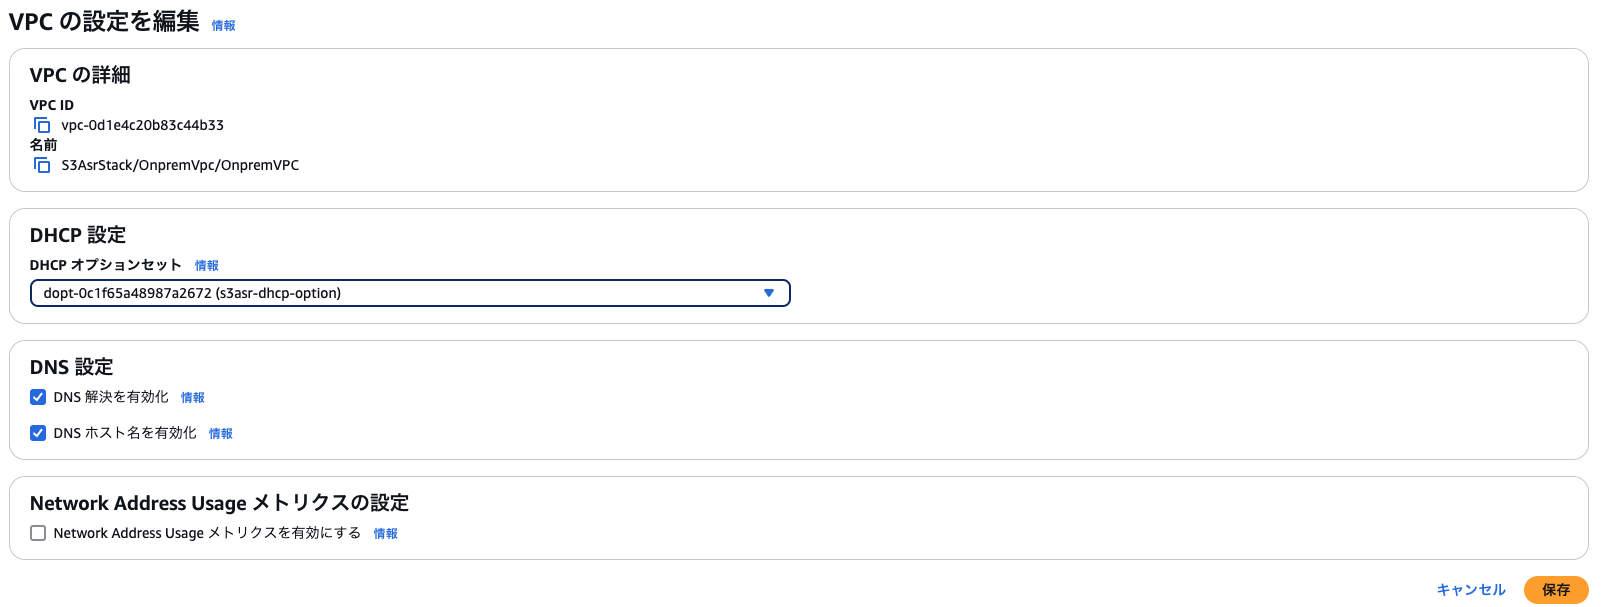 VPC の設定を編集 情報
VPC の詳細
VPC ID
vpc-0d1e4c20b83c44b33
名前
S3AsrStack/OnpremVpc/OnpremVPC
DHCP 設定
DHCP オプションセット 情報
dopt-0c1f65a48987a2672 (s3asr-dhcp-option)
DNS 設定
DNS 解決を有効化 情報
DNS ホスト名を有効化 情報
Network Address Usage メトリクスの設定
Network Address Usage メトリクスを有効にする 情報
キャンセル 保存